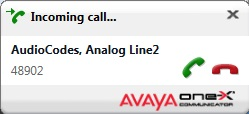 Incoming call...
AudioCodes, Analog Line2
48902
AVAYA one-X
COMMUNICATOR